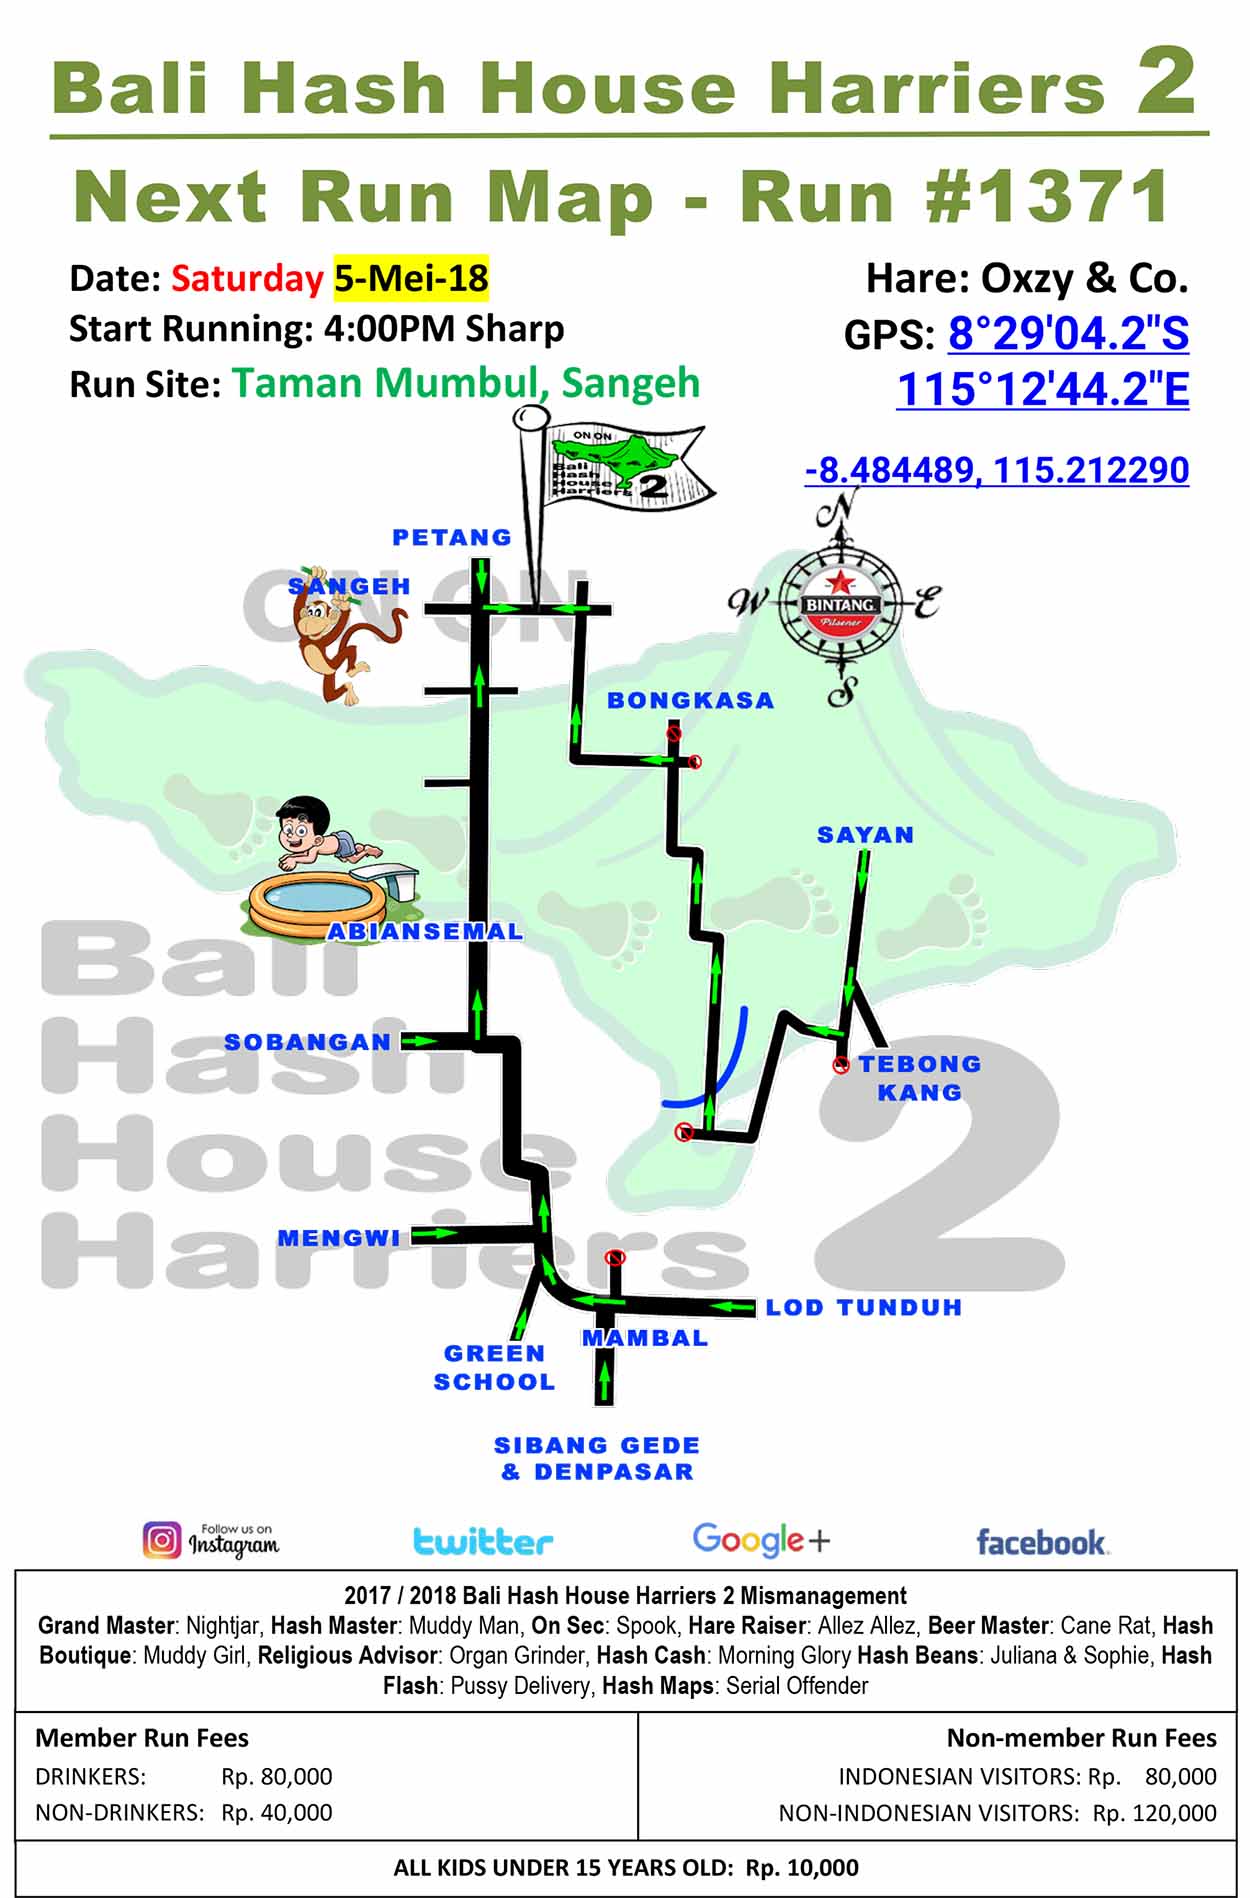 Bali Hash House Harriers 2
Next Run Map - Run #1371
Date: Saturday 5-Mei-18
Start Running: 4:00PM Sharp
Run Site: Taman Mumbul, Sangeh
Hare: Oxzy & Co.
GPS: 8°29'04.2"S
115°12'44.2"E
-8.484489, 115.212290
ON ON
Bali
Hash
House
Harriers 2
N
W
E
S
BINTANG
Pilsener
PETANG
SANGEH
ON ON
BONGKASA
SAYAN
ABIANSEMAL
SOBANGAN
TEBONG
KANG
MENGWI
LOD TUNDUH
MAMBAL
GREEN
SCHOOL
SIBANG GEDE
& DENPASAR
Bali
Hash
House
Harriers 2
Follow us on
Instagram
twitter
Google+
facebook
2017 / 2018 Bali Hash House Harriers 2 Mismanagement
Grand Master: Nightjar, Hash Master: Muddy Man, On Sec: Spook, Hare Raiser: Allez Allez, Beer Master: Cane Rat, Hash
Boutique: Muddy Girl, Religious Advisor: Organ Grinder, Hash Cash: Morning Glory Hash Beans: Juliana & Sophie, Hash
Flash: Pussy Delivery, Hash Maps: Serial Offender
Member Run Fees
DRINKERS: Rp. 80,000
NON-DRINKERS: Rp. 40,000
Non-member Run Fees
INDONESIAN VISITORS: Rp. 80,000
NON-INDONESIAN VISITORS: Rp. 120,000
ALL KIDS UNDER 15 YEARS OLD: Rp. 10,000